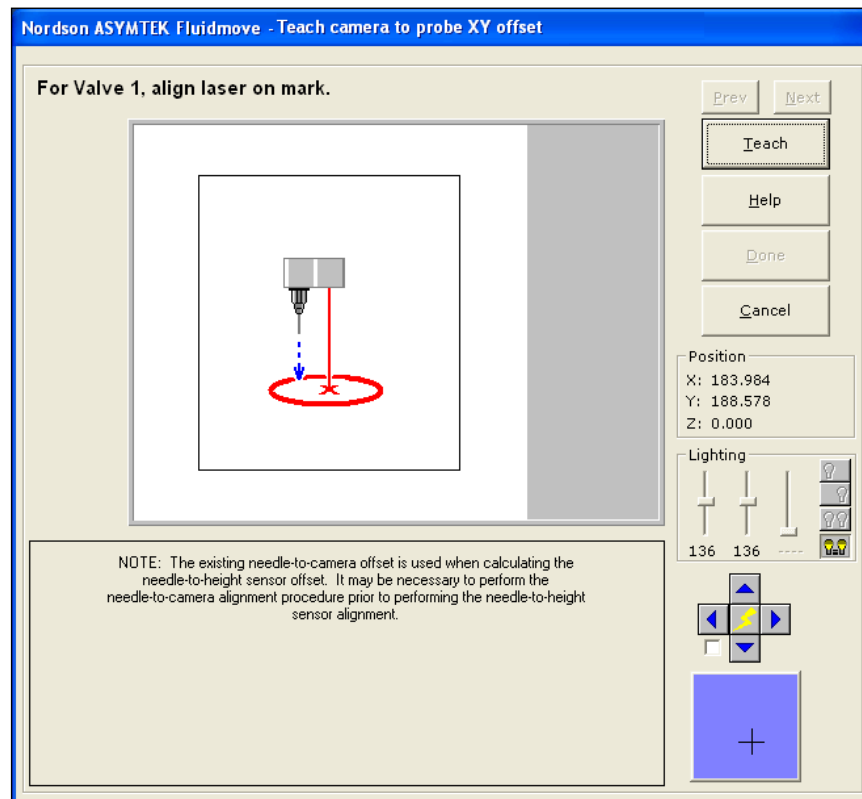 Nordson ASYMTEK Fluidmove - Teach camera to probe XY offset
For Valve 1, align laser on mark.
Prev Next
Teach
Help
Done
Cancel
Position
X: 183.984
Y: 188.578
Z: 0.000
Lighting
136 136 ----
NOTE: The existing needle-to-camera offset is used when calculating the
needle-to-height sensor offset. It may be necessary to perform the
needle-to-camera alignment procedure prior to performing the needle-to-height
sensor alignment.